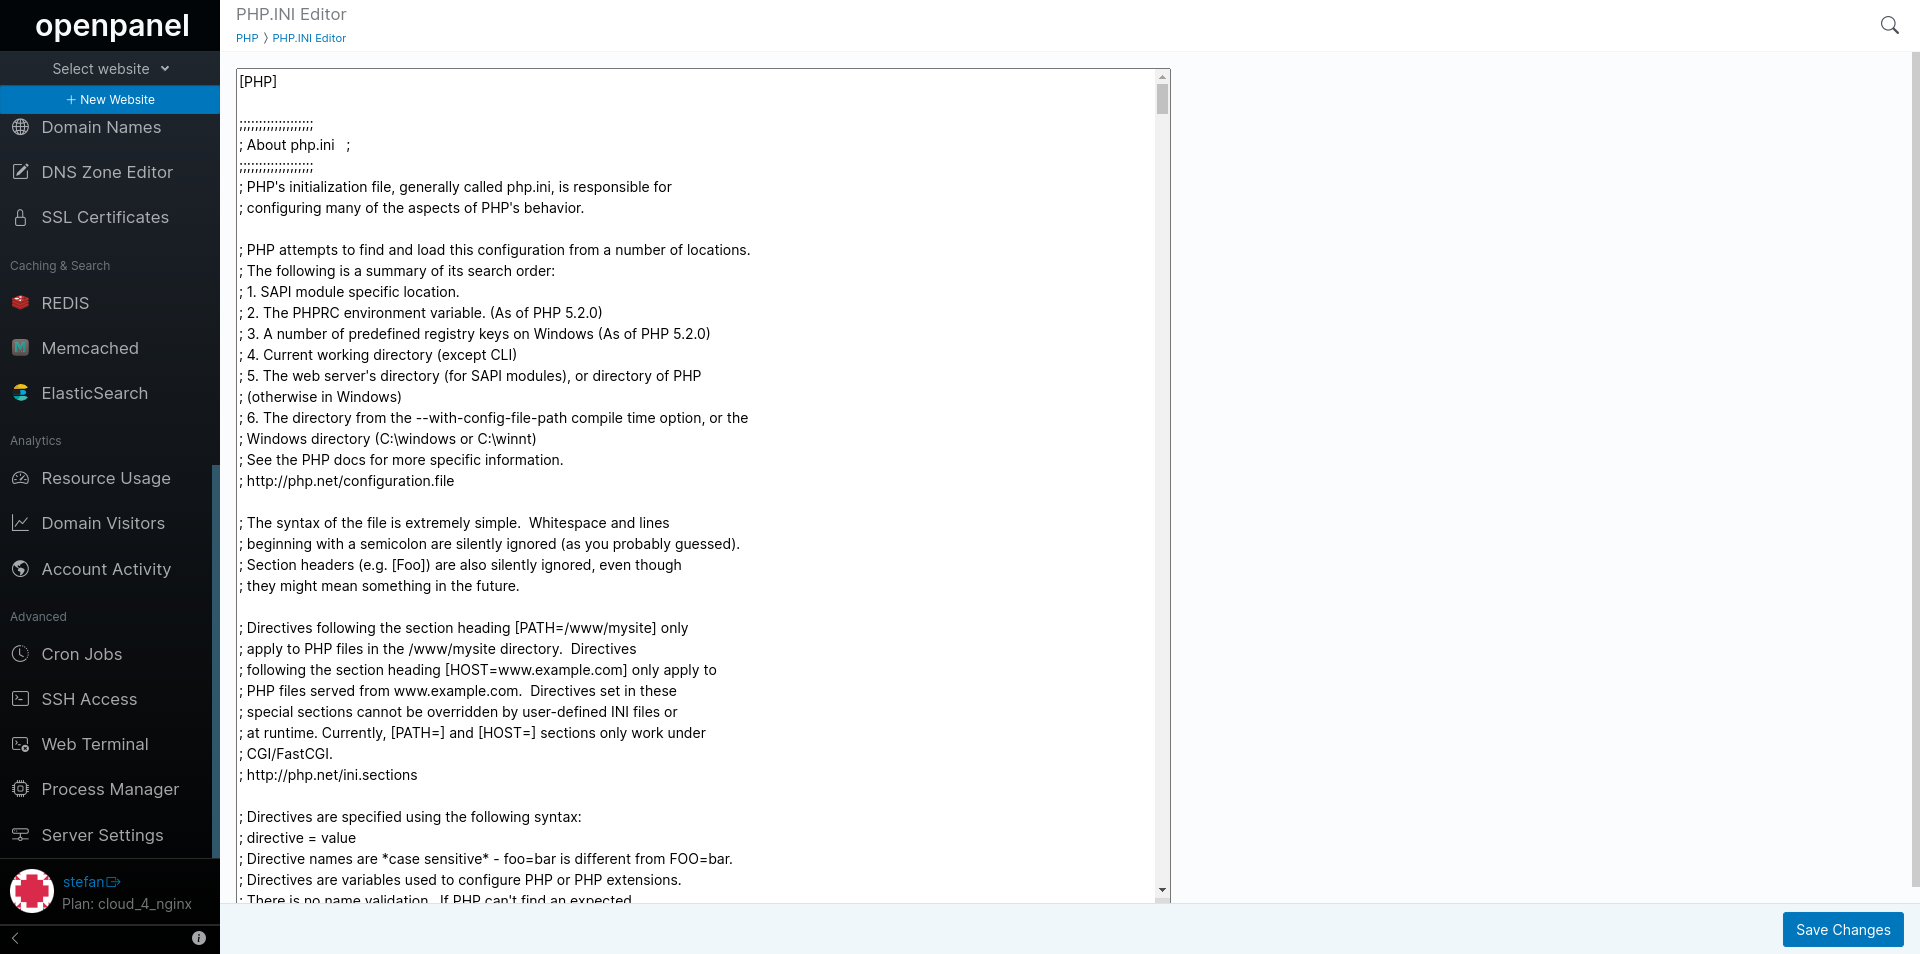 openpanel
Select website
+ New Website
Domain Names
DNS Zone Editor
SSL Certificates
Caching & Search
REDIS
Memcached
ElasticSearch
Analytics
Resource Usage
Domain Visitors
Account Activity
Advanced
Cron Jobs
SSH Access
Web Terminal
Process Manager
Server Settings
stefan
Plan: cloud_4_nginx
PHP.INI Editor
PHP > PHP.INI Editor
[PHP]
;;;;;;;;;;;;;;;;;;;
; About php.ini   ;
;;;;;;;;;;;;;;;;;;;
; PHP's initialization file, generally called php.ini, is responsible for
; configuring many of the aspects of PHP's behavior.
; PHP attempts to find and load this configuration from a number of locations.
; The following is a summary of its search order:
; 1. SAPI module specific location.
; 2. The PHPRC environment variable. (As of PHP 5.2.0)
; 3. A number of predefined registry keys on Windows (As of PHP 5.2.0)
; 4. Current working directory (except CLI)
; 5. The web server's directory (for SAPI modules), or directory of PHP
; (otherwise in Windows)
; 6. The directory from the --with-config-file-path compile time option, or the
; Windows directory (C:\windows or C:\winnt)
; See the PHP docs for more specific information.
; http://php.net/configuration.file
; The syntax of the file is extremely simple.  Whitespace and lines
; beginning with a semicolon are silently ignored (as you probably guessed).
; Section headers (e.g. [Foo]) are also silently ignored, even though
; they might mean something in the future.
; Directives following the section heading [PATH=/www/mysite] only
; apply to PHP files in the /www/mysite directory.  Directives
; following the section heading [HOST=www.example.com] only apply to
; PHP files served from www.example.com.  Directives set in these
; special sections cannot be overridden by user-defined INI files or
; at runtime. Currently, [PATH=] and [HOST=] sections only work under
; CGI/FastCGI.
; http://php.net/ini.sections
; Directives are specified using the following syntax:
; directive = value
; Directive names are *case sensitive* - foo=bar is different from FOO=bar.
; Directives are variables used to configure PHP or PHP extensions.
; There is no name validation.  If PHP can't find an expected
Save Changes